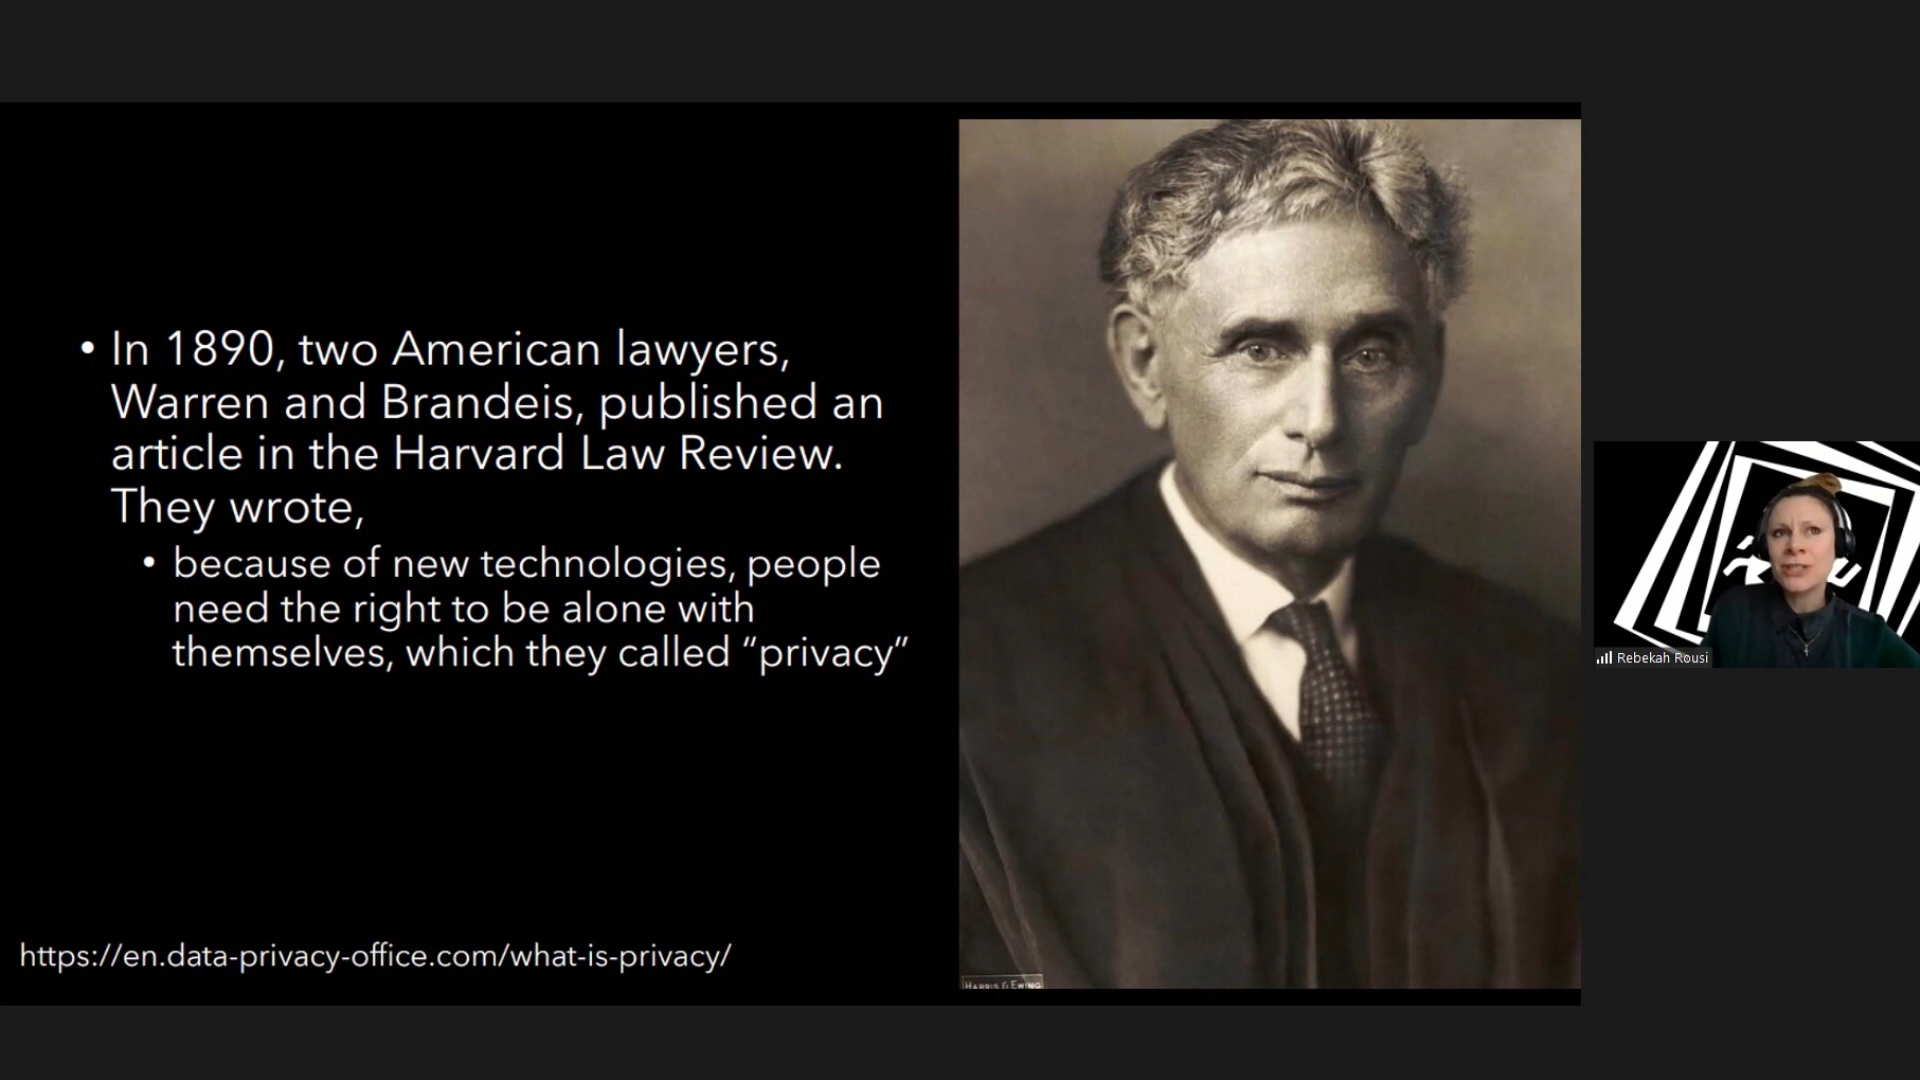 • In 1890, two American lawyers,
Warren and Brandeis, published an
article in the Harvard Law Review.
They wrote,
• because of new technologies, people
need the right to be alone with
themselves, which they called “privacy”
https://en.data-privacy-office.com/what-is-privacy/
HARRIS & EWING
Rebekah Rousi